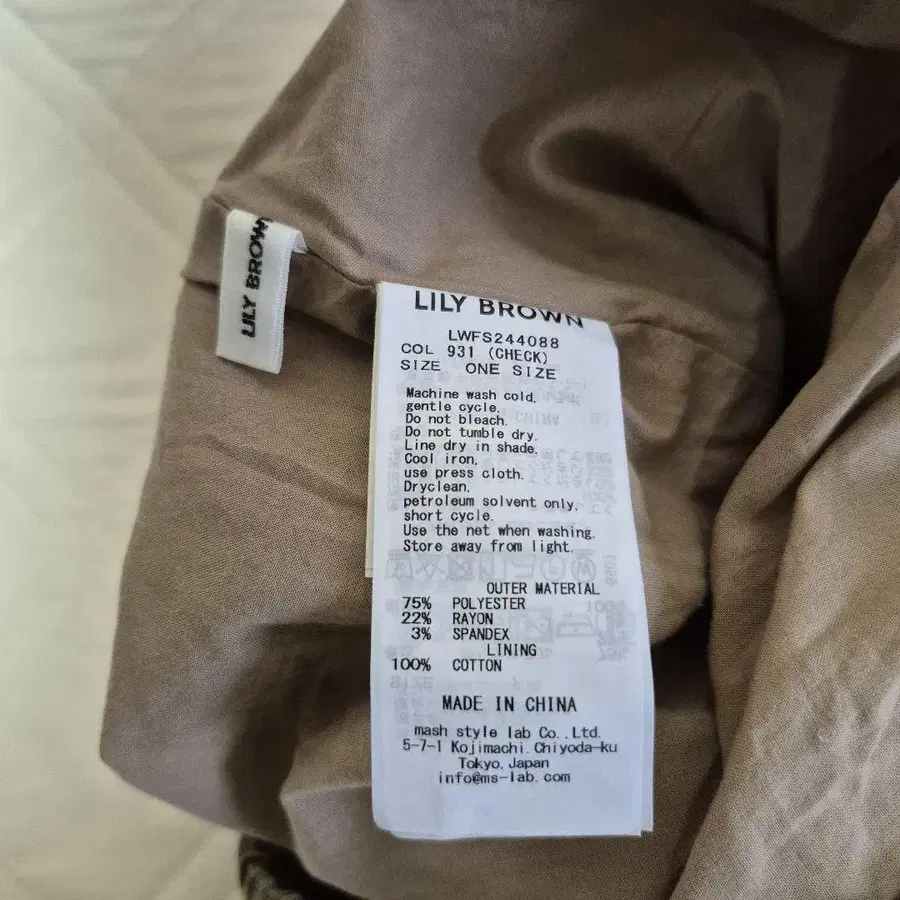 LILY BROWN
LILY BROWN
LWFS244088
COL 931 (CHECK)
SIZE ONE SIZE
Machine wash cold,
gentle cycle.
Do not bleach.
Do not tumble dry.
Line dry in shade.
Cool iron,
use press cloth.
Dryclean,
petroleum solvent only,
short cycle.
Use the net when washing.
Store away from light.
OUTER MATERIAL
75% POLYESTER
22% RAYON
3% SPANDEX
LINING
100% COTTON
MADE IN CHINA
mash style lab Co.,Ltd.
5-7-1 Kojimachi.Chiyoda-ku
Tokyo,Japan
info@ms-lab.com